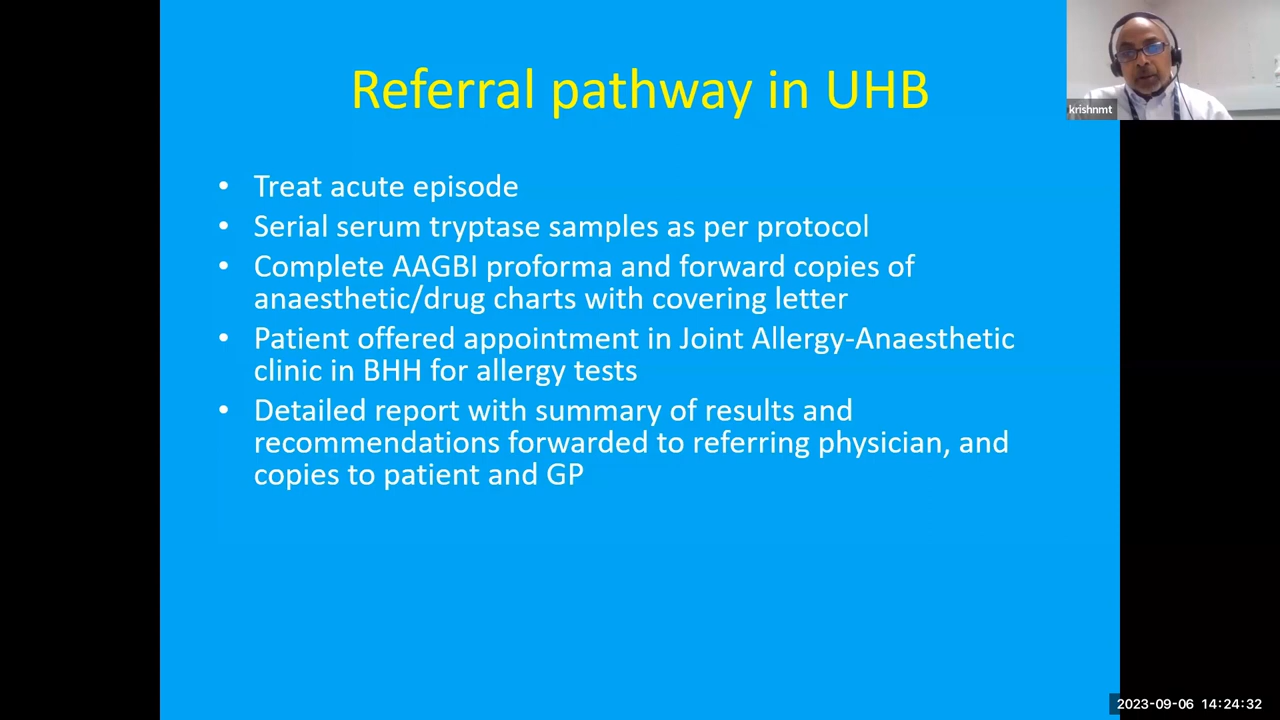 Referral pathway in UHB
krishnmt
• Treat acute episode
• Serial serum tryptase samples as per protocol
• Complete AAGBI proforma and forward copies of
anaesthetic/drug charts with covering letter
• Patient offered appointment in Joint Allergy-Anaesthetic
clinic in BHH for allergy tests
• Detailed report with summary of results and
recommendations forwarded to referring physician, and
copies to patient and GP
2023-09-06 14:24:32